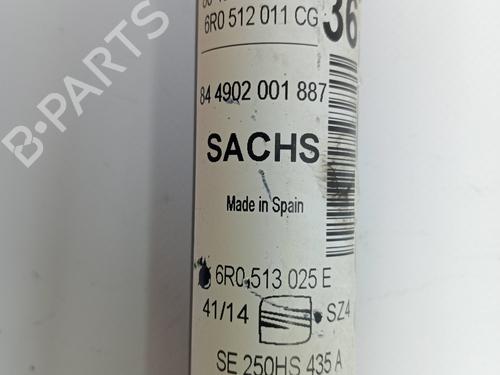 6R0 512 011 CG
36
84 4902 001 887
SACHS
Made in Spain
6R0 513 025 E
41/14 SZ4
SE 250HS 435 A
B-PARTS